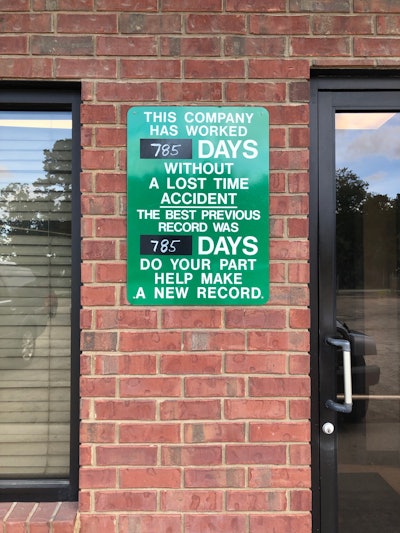 THIS COMPANY
HAS WORKED
785 DAYS
WITHOUT
A LOST TIME
ACCIDENT
THE BEST PREVIOUS
RECORD WAS
785 DAYS
DO YOUR PART
HELP MAKE
A NEW RECORD.